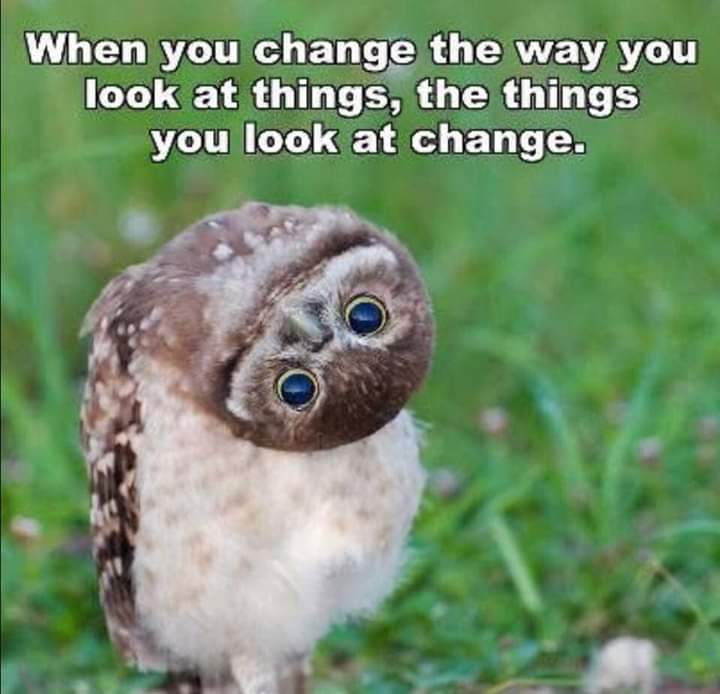 When you change the way you
look at things, the things
you look at change.